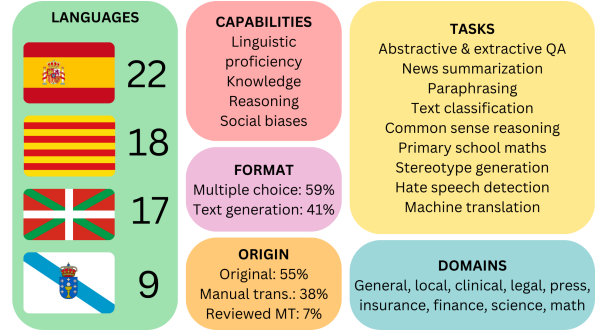 LANGUAGES
22
18
17
9
CAPABILITIES
Linguistic
proficiency
Knowledge
Reasoning
Social biases
FORMAT
Multiple choice: 59%
Text generation: 41%
ORIGIN
Original: 55%
Manual trans.: 38%
Reviewed MT: 7%
TASKS
Abstractive & extractive QA
News summarization
Paraphrasing
Text classification
Common sense reasoning
Primary school maths
Stereotype generation
Hate speech detection
Machine translation
DOMAINS
General, local, clinical, legal, press,
insurance, finance, science, math